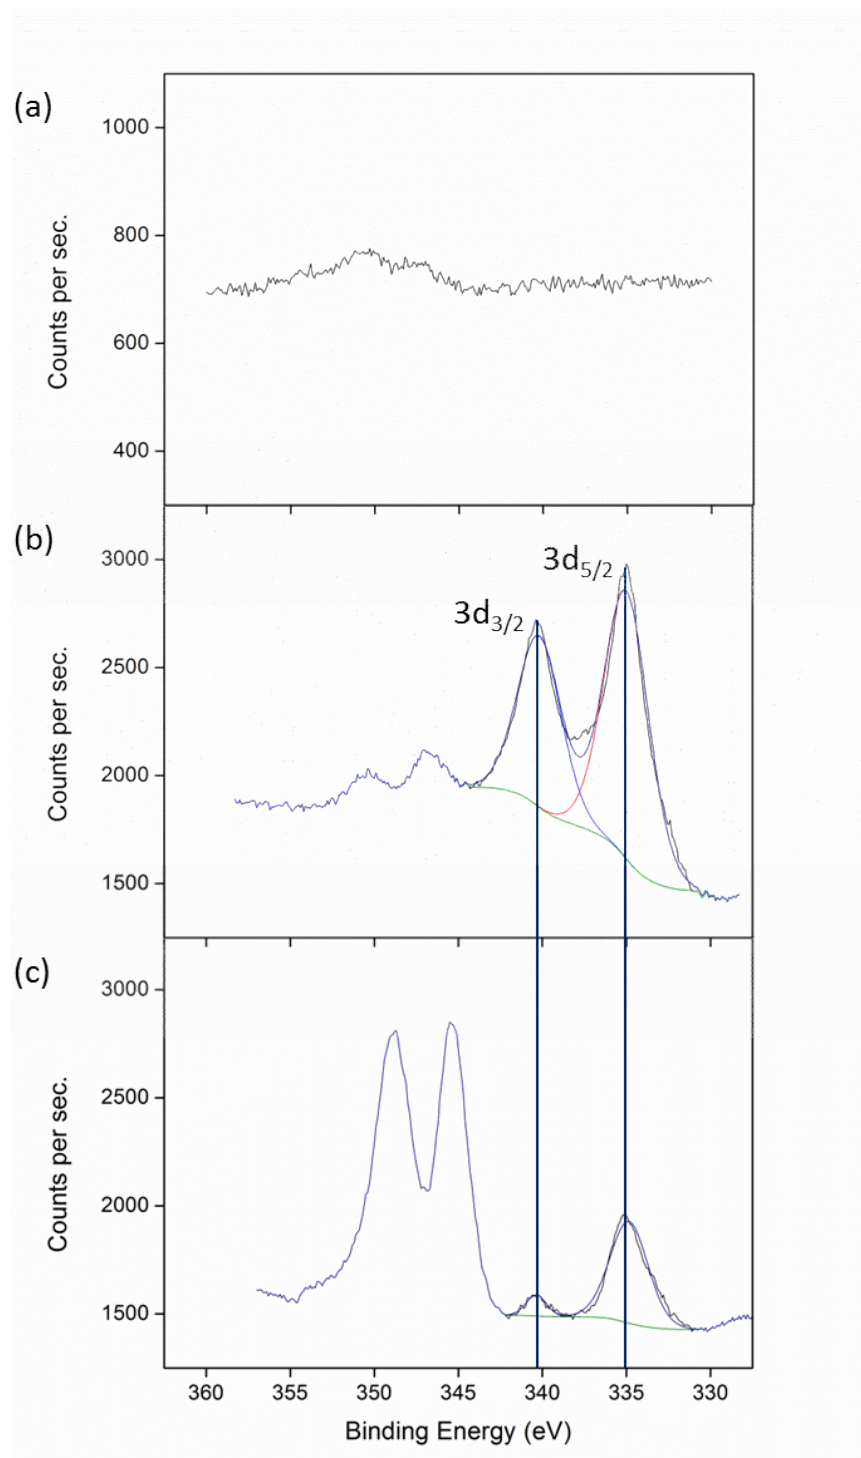 (a)
1000
800
600
400
Counts per sec.
(b)
3000
2500
2000
1500
Counts per sec.
3d3/2
3d5/2
(c)
3000
2500
2000
1500
Counts per sec.
360 355 350 345 340 335 330
Binding Energy (eV)